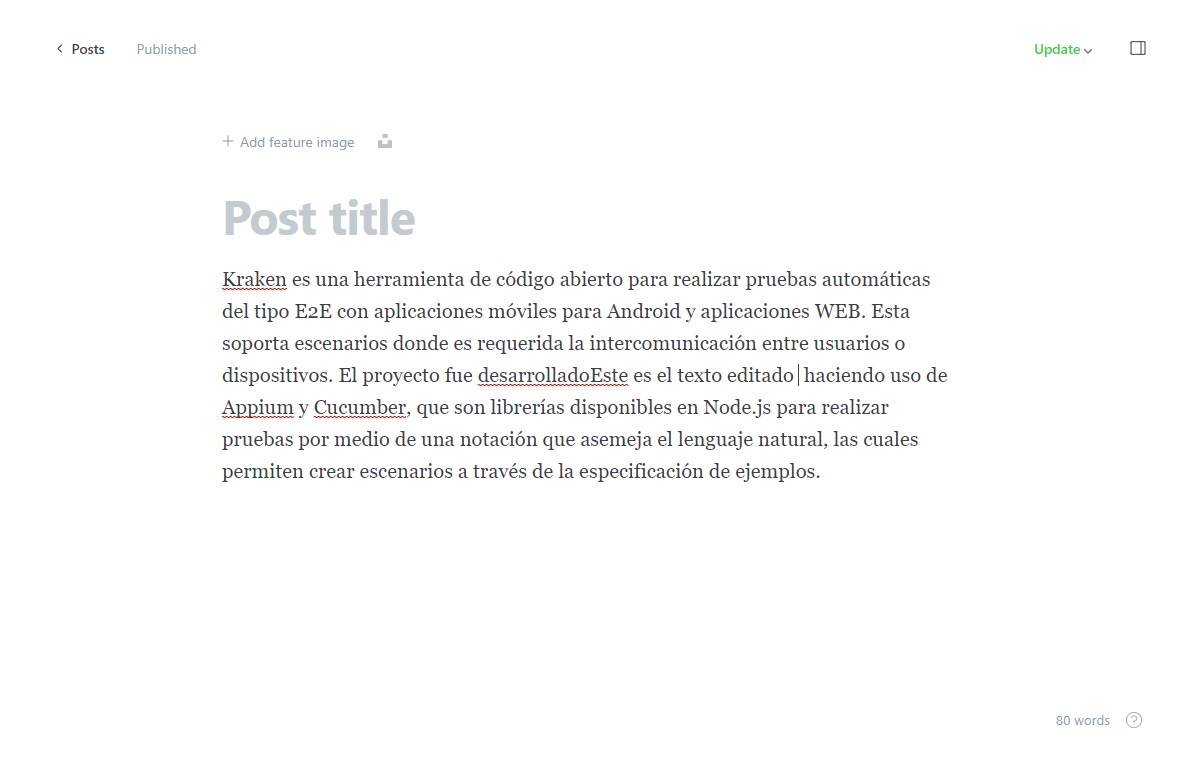 Posts Published Update
Add feature image
Post title
Kraken es una herramienta de código abierto para realizar pruebas automáticas
del tipo E2E con aplicaciones móviles para Android y aplicaciones WEB. Esta
soporta escenarios donde es requerida la intercomunicación entre usuarios o
dispositivos. El proyecto fue desarrolladoEste es el texto editado haciendo uso de
Appium y Cucumber, que son librerías disponibles en Node.js para realizar
pruebas por medio de una notación que asemeja el lenguaje natural, las cuales
permiten crear escenarios a través de la especificación de ejemplos.
80 words ?